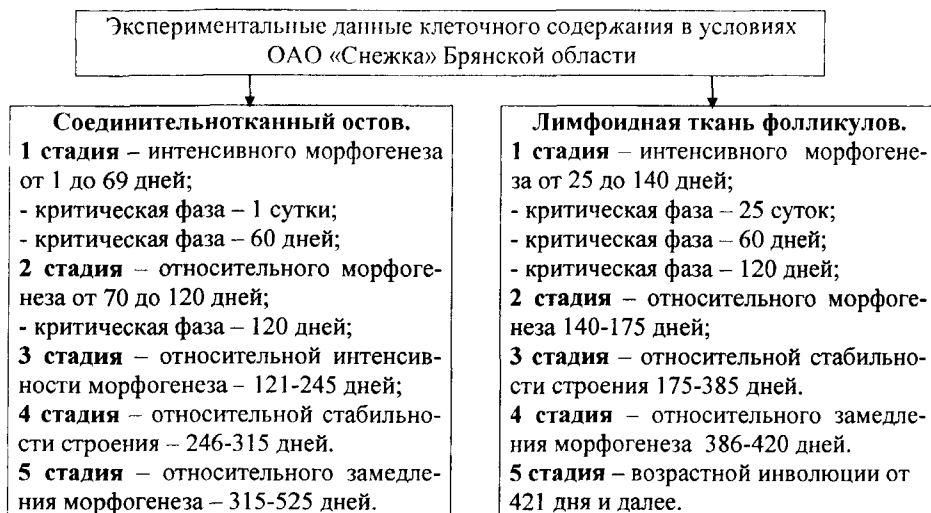 Экспериментальные данные клеточного содержания в условиях
ОАО «Снежка» Брянской области
Соединительнотканный остов.
1 стадия – интенсивного морфогенеза
от 1 до 69 дней;
- критическая фаза – 1 сутки;
- критическая фаза – 60 дней;
2 стадия – относительного морфоге-
неза от 70 до 120 дней;
- критическая фаза – 120 дней;
3 стадия – относительной интенсив-
ности морфогенеза – 121-245 дней;
4 стадия – относительной стабильно-
сти строения – 246-315 дней.
5 стадия – относительного замедле-
ния морфогенеза – 315-525 дней.
Лимфоидная ткань фолликулов.
1 стадия – интенсивного морфогене-
за от 25 до 140 дней;
- критическая фаза – 25 суток;
- критическая фаза – 60 дней;
- критическая фаза – 120 дней;
2 стадия – относительного морфоге-
неза 140-175 дней;
3 стадия – относительной стабильно-
сти строения 175-385 дней.
4 стадия – относительного замедле-
ния морфогенеза 386-420 дней.
5 стадия – возрастной инволюции от
421 дня и далее.